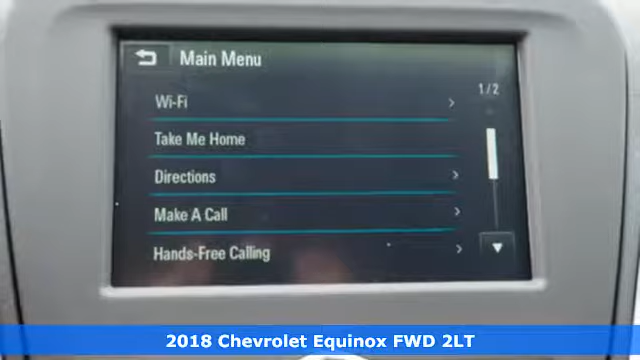 Main Menu
1/2
Wi-Fi
Take Me Home
Directions
Make A Call
Hands-Free Calling
2018 Chevrolet Equinox FWD 2LT